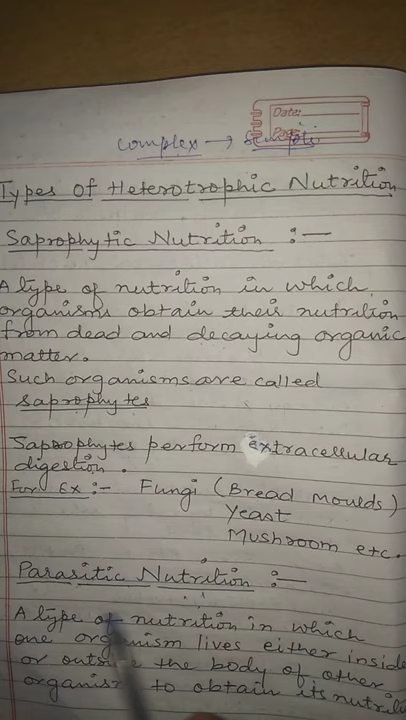 Date:
Page:
complex → Simple
Types of Heterotrophic Nutrition
Saprophytic Nutrition :—
A type of nutrition in which
organisms obtain their nutrition
from dead and decaying organic
matter.
Such organisms are called
saprophytes
Saprophytes perform extracellular
digestion.
For Ex :- Fungi (Bread Moulds)
Yeast
Mushroom etc.
Parasitic Nutrition :—
A type of nutrition in which
one organism lives either inside
or outside the body of other
organism to obtain its